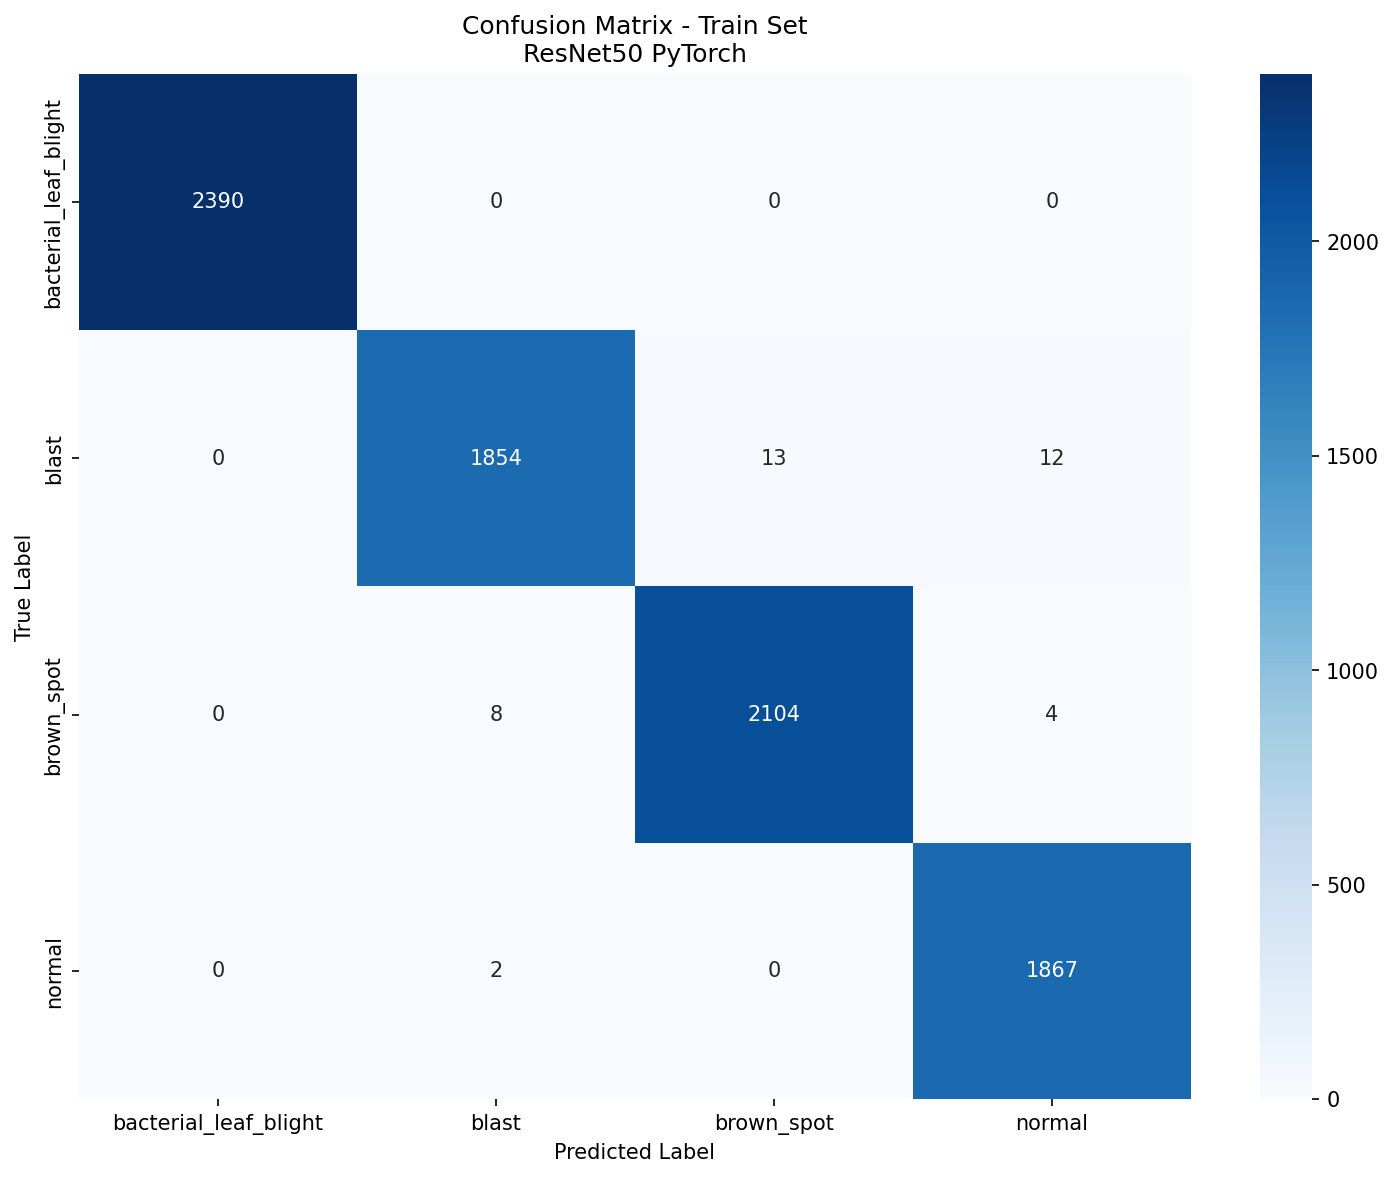 Confusion Matrix - Train Set
ResNet50 PyTorch
True Label
bacterial_leaf_blight
2390 0 0 0
blast
0 1854 13 12
brown_spot
0 8 2104 4
normal
0 2 0 1867
bacterial_leaf_blight blast brown_spot normal
Predicted Label
2000
1500
1000
500
0